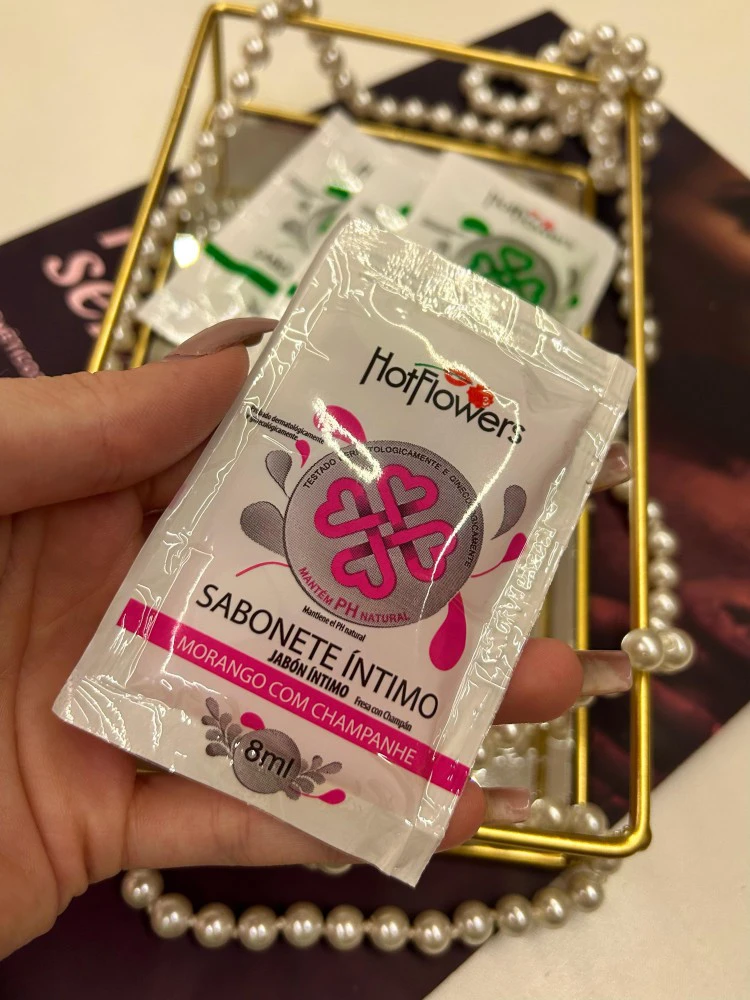 HotFlowers
TESTADO DERMATOLOGICAMENTE E GINECOLOGICAMENTE
MANTÉM PH NATURAL
Mantiene el PH natural
SABONETE ÍNTIMO
JABÓN ÍNTIMO
Fresa con Champán
MORANGO COM CHAMPANHE
8ml